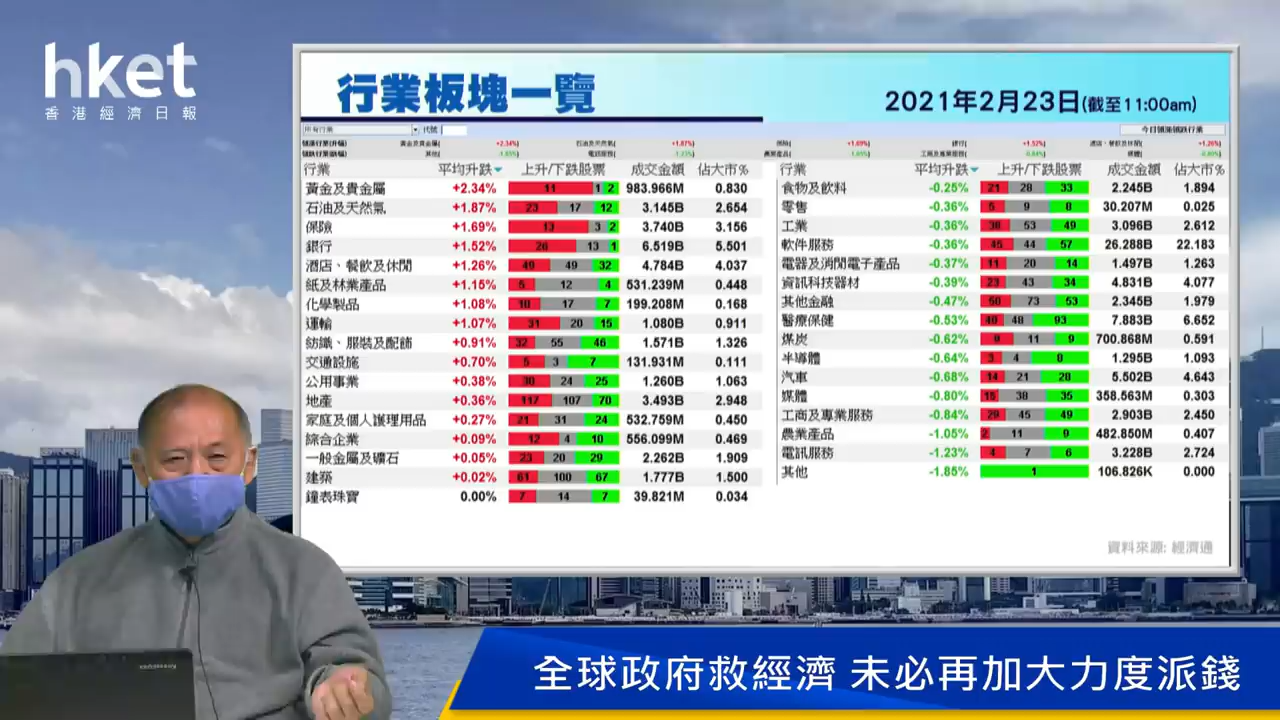 hket
香港經濟日報
行業板塊一覽
2021年2月23日(截至11:00am)
所有行業 代號
今日領漲領跌行業
行業 平均升跌 上升/下跌股票 成交金額 佔大市%
黃金及貴金屬 +2.34% 11 1 2 983.966M 0.830
石油及天然氣 +1.87% 23 17 12 3.145B 2.654
保險 +1.69% 13 3 2 3.740B 3.156
銀行 +1.52% 26 13 1 6.519B 5.501
酒店、餐飲及休閒 +1.26% 49 49 32 4.784B 4.037
紙及林業產品 +1.15% 5 12 4 531.239M 0.448
化學製品 +1.08% 10 17 7 199.208M 0.168
運輸 +1.07% 31 20 15 1.080B 0.911
紡織、服裝及配飾 +0.91% 32 55 46 1.571B 1.326
交通設施 +0.70% 5 3 7 131.931M 0.111
公用事業 +0.38% 30 24 25 1.260B 1.063
地產 +0.36% 117 107 70 3.493B 2.948
家庭及個人護理用品 +0.27% 21 31 24 532.759M 0.450
綜合企業 +0.09% 12 4 10 556.099M 0.469
一般金屬及礦石 +0.05% 23 20 29 2.262B 1.909
建築 +0.02% 61 100 67 1.777B 1.500
鐘表珠寶 0.00% 7 14 7 39.821M 0.034
行業 平均升跌 上升/下跌股票 成交金額 佔大市%
食物及飲料 -0.25% 21 28 33 2.245B 1.894
零售 -0.36% 5 9 8 30.207M 0.025
工業 -0.36% 38 53 49 3.096B 2.612
軟件服務 -0.36% 45 44 57 26.288B 22.183
電器及消閒電子產品 -0.37% 11 20 14 1.497B 1.263
資訊科技器材 -0.39% 23 43 34 4.831B 4.077
其他金融 -0.47% 50 73 53 2.345B 1.979
醫療保健 -0.53% 40 48 93 7.883B 6.652
煤炭 -0.62% 9 11 9 700.868M 0.591
半導體 -0.64% 3 4 8 1.295B 1.093
汽車 -0.68% 14 21 28 5.502B 4.643
媒體 -0.80% 15 38 35 358.563M 0.303
工商及專業服務 -0.84% 29 45 49 2.903B 2.450
農業產品 -1.05% 2 11 9 482.850M 0.407
電訊服務 -1.23% 4 7 6 3.228B 2.724
其他 -1.85% 1 106.826K 0.000
資料來源: 經濟通
全球政府救經濟 未必再加大力度派錢